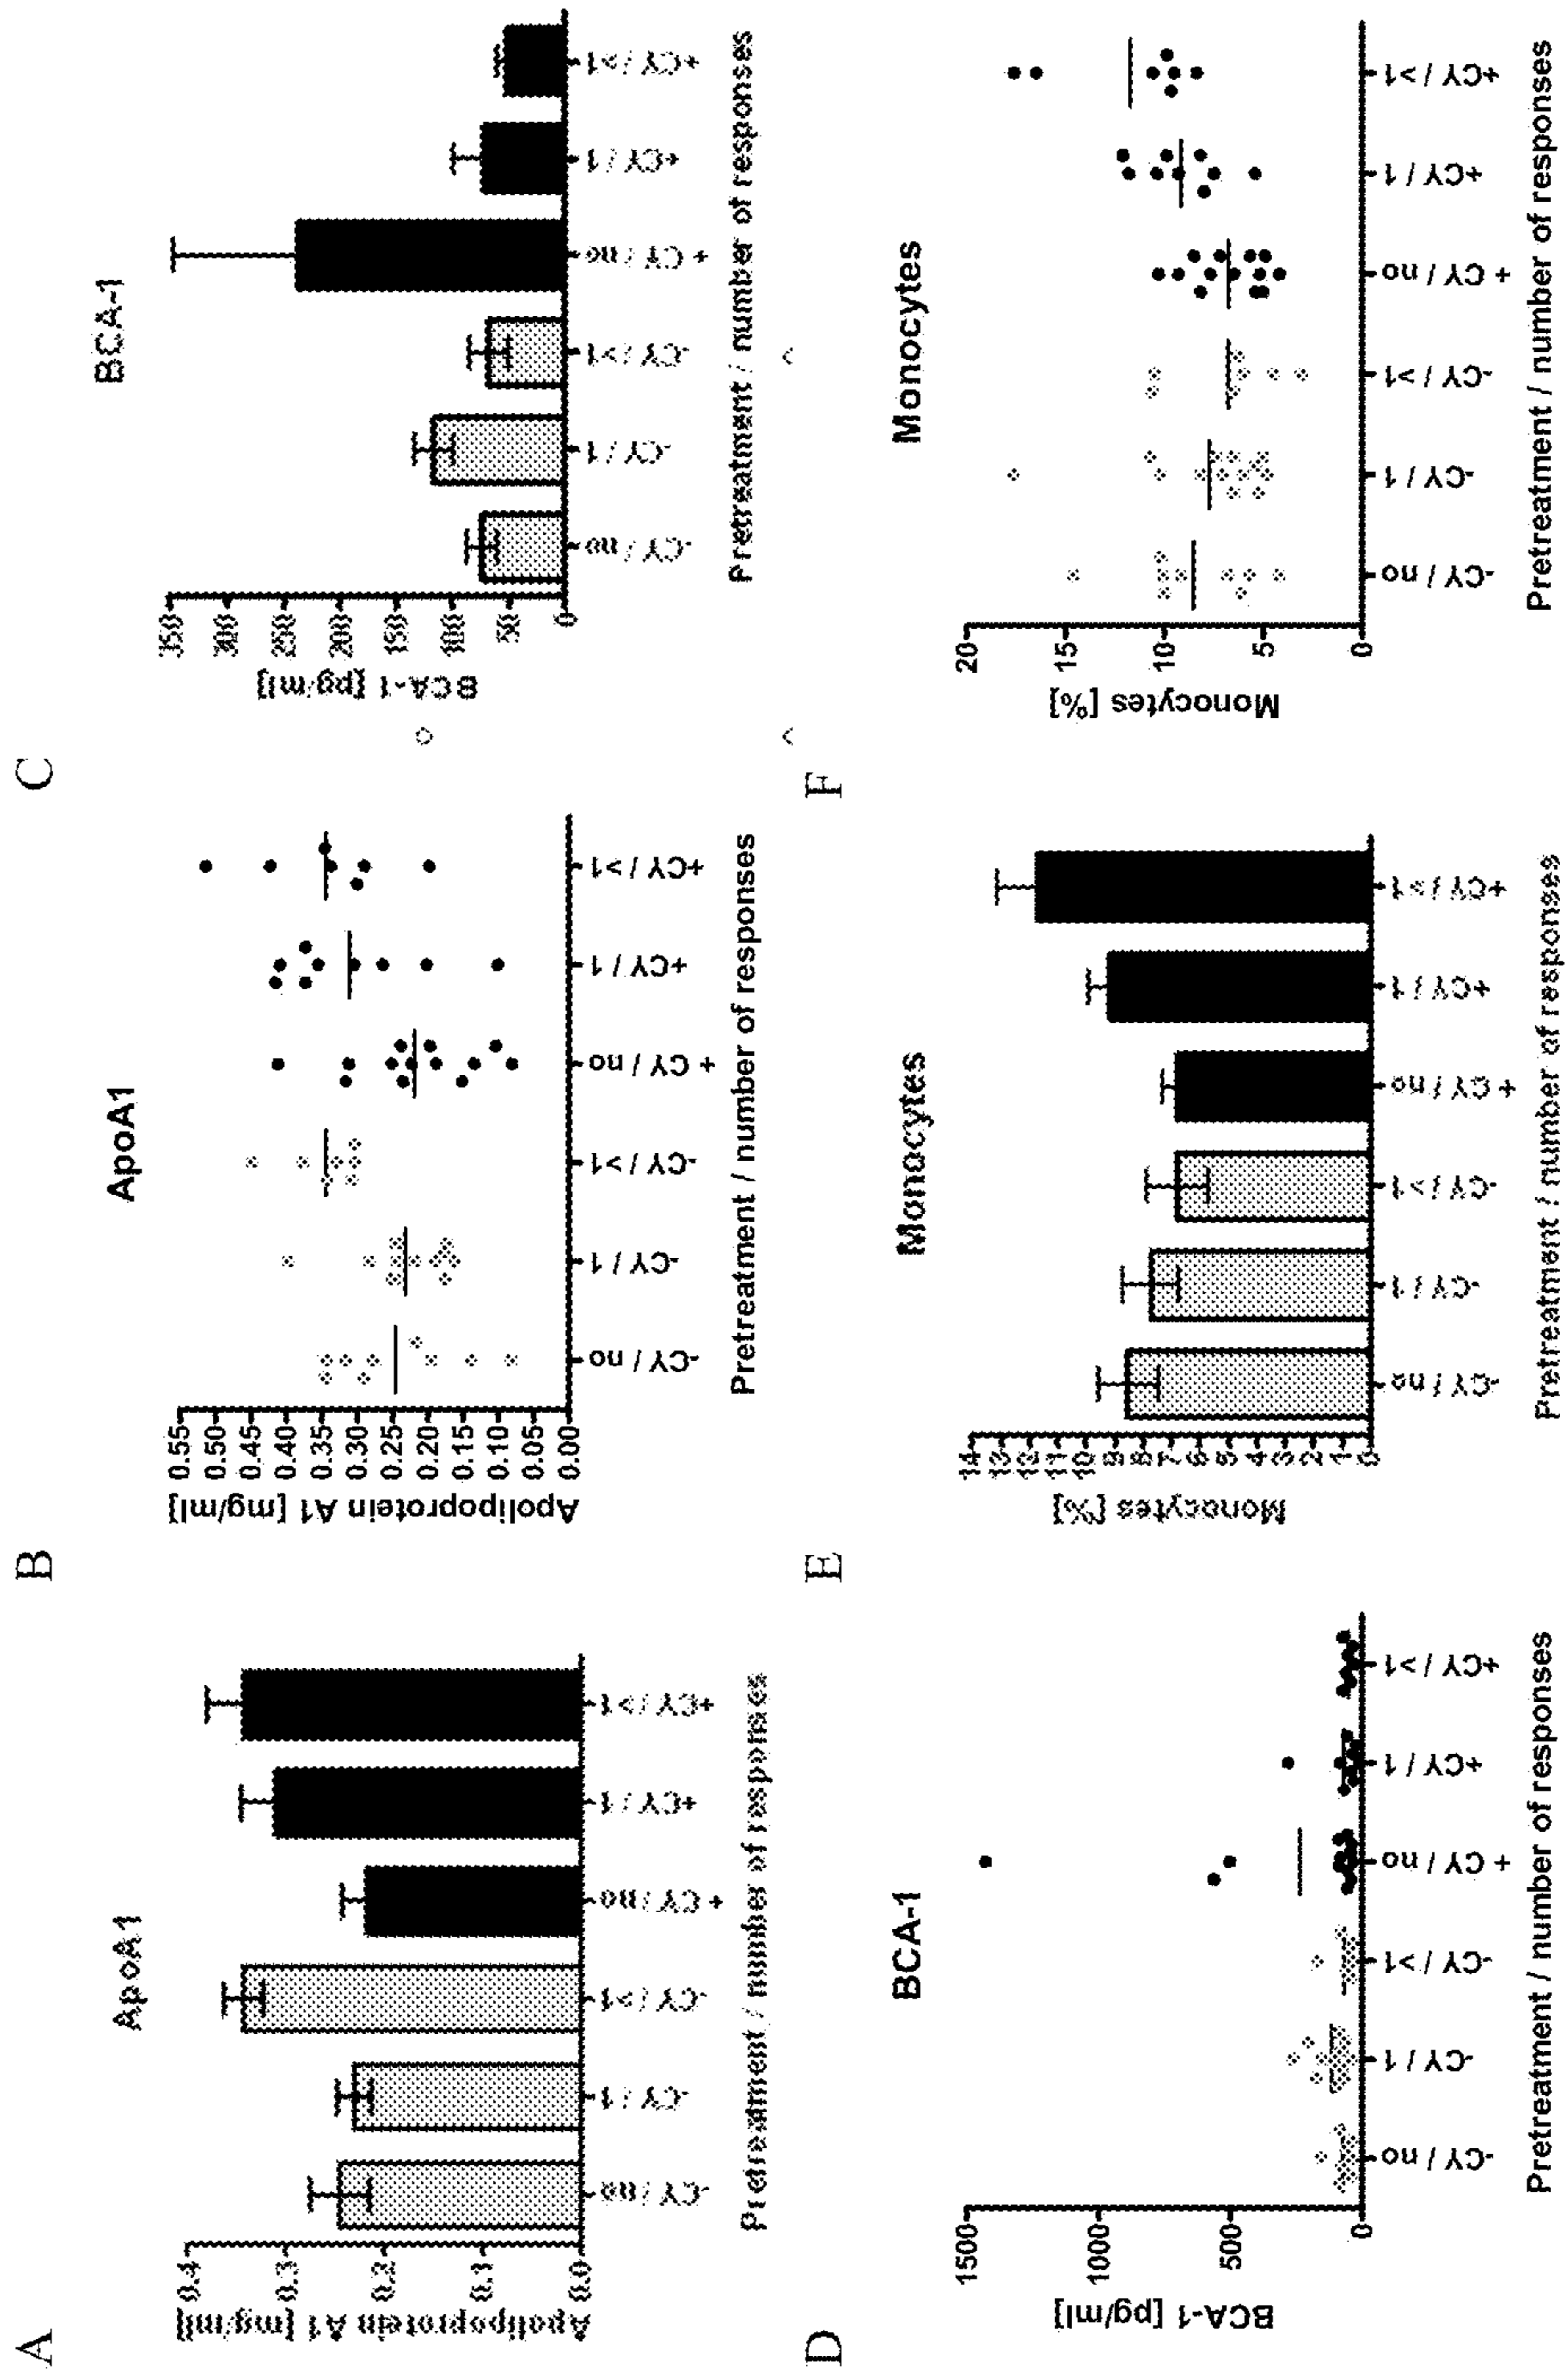 A
ApoA1
Apolipoprotein A1 [mg/ml]
0.4
0.3
0.2
0.1
0.0
-CY / no
-CY / 1
-CY / >1
+ CY / no
+CY / 1
+CY / >1
Pretreatment / number of responses
B
ApoA1
Apolipoprotein A1 [mg/ml]
0.55
0.50
0.45
0.40
0.35
0.30
0.25
0.20
0.15
0.10
0.05
0.00
-CY / no
-CY / 1
-CY / >1
+ CY / no
+CY / 1
+CY / >1
Pretreatment / number of responses
C
BCA-1
BCA-1 [pg/ml]
350
300
250
200
150
100
50
0
-CY / no
-CY / 1
-CY / >1
+ CY / no
+CY / 1
+CY / >1
Pretreatment / number of responses
D
BCA-1
BCA-1 [pg/ml]
1500
1000
500
0
-CY / no
-CY / 1
-CY / >1
+ CY / no
+CY / 1
+CY / >1
Pretreatment / number of responses
E
Monocytes
Monocytes [%]
14
13
12
11
10
9
8
7
6
5
4
3
2
1
0
-CY / no
-CY / 1
-CY / >1
+ CY / no
+CY / 1
+CY / >1
Pretreatment / number of responses
F
Monocytes
Monocytes [%]
20
15
10
5
0
-CY / no
-CY / 1
-CY / >1
+ CY / no
+CY / 1
+CY / >1
Pretreatment / number of responses